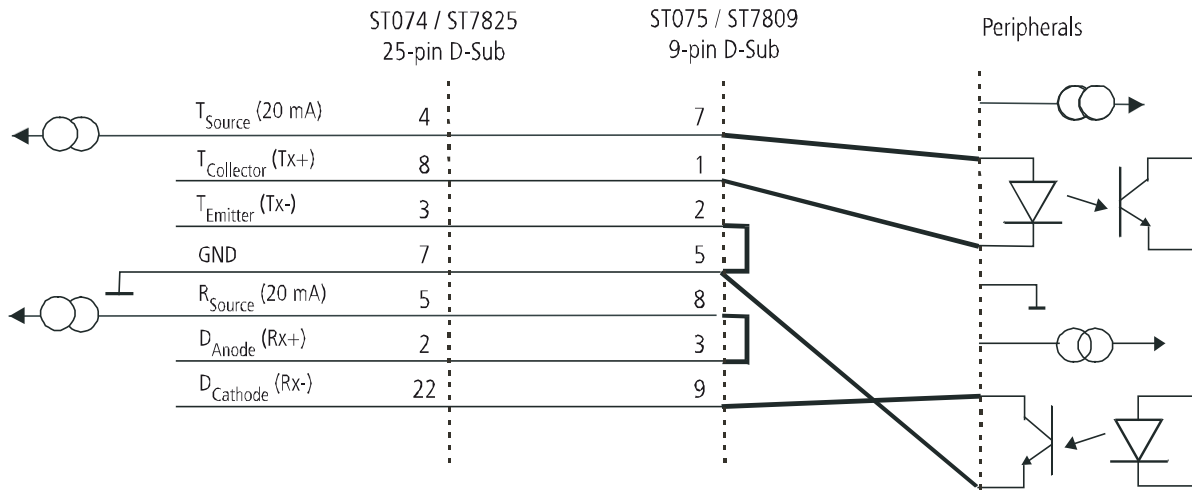 ST074 / ST7825
25-pin D-Sub
ST075 / ST7809
9-pin D-Sub
Peripherals
TSource (20 mA) 4 7
TCollector (Tx+) 8 1
TEmitter (Tx-) 3 2
GND 7 5
RSource (20 mA) 5 8
DAnode (Rx+) 2 3
DCathode (Rx-) 22 9